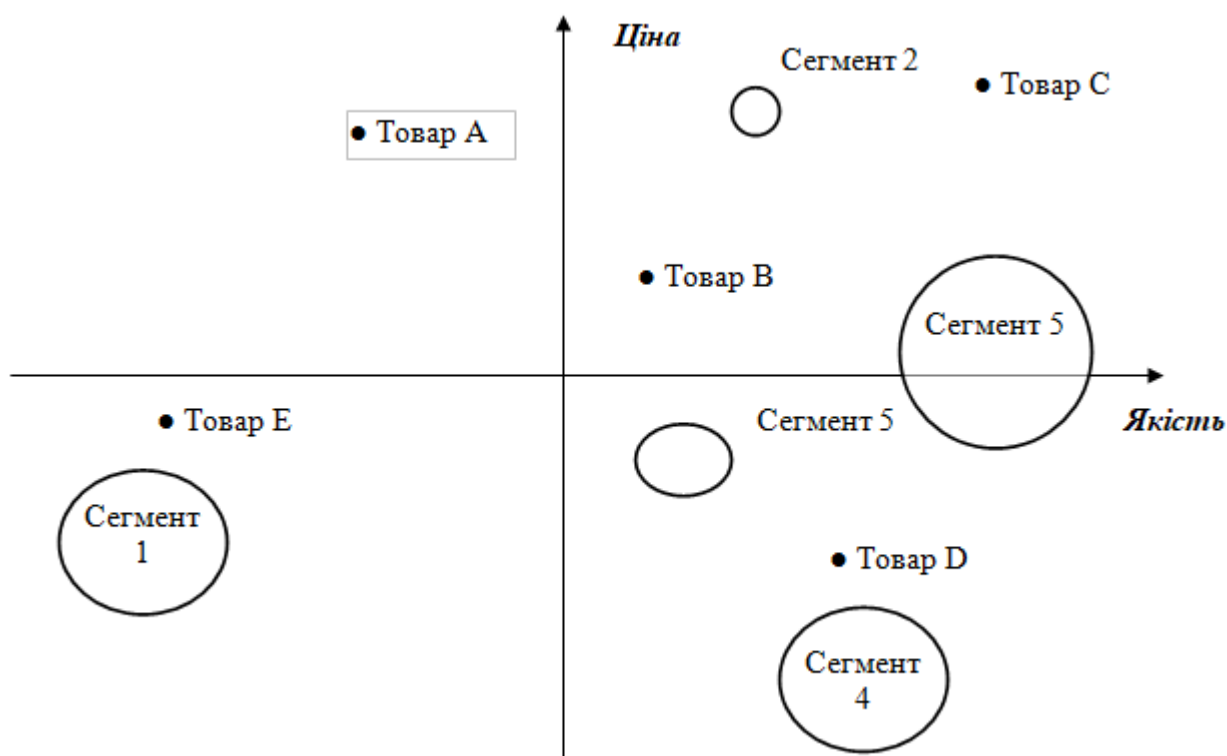 Ціна
Сегмент 2
Товар С
Товар А
Товар В
Сегмент 5
Товар Е
Сегмент 5
Якість
Сегмент
1
Товар D
Сегмент
4